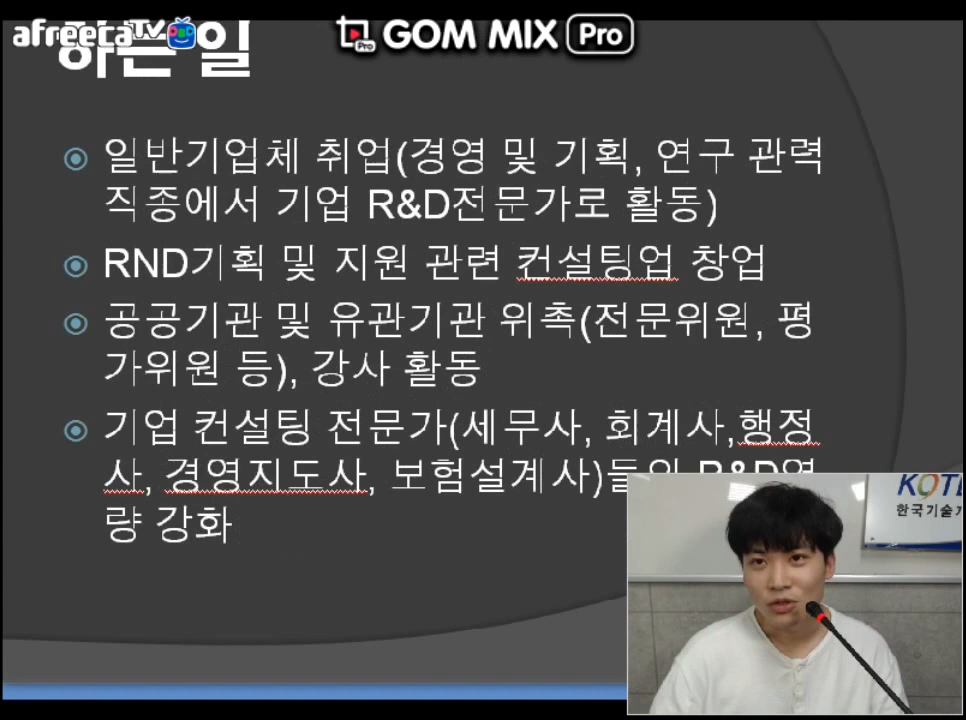 afreecaTV
GOM MIX Pro
Pro
하는 일
일반기업체 취업(경영 및 기획, 연구 관력
직종에서 기업 R&D전문가로 활동)
RND기획 및 지원 관련 컨설팅업 창업
공공기관 및 유관기관 위촉(전문위원, 평
가위원 등), 강사 활동
기업 컨설팅 전문가(세무사, 회계사,행정
사, 경영지도사, 보험설계사)들의 R&D역
량 강화
한국기술